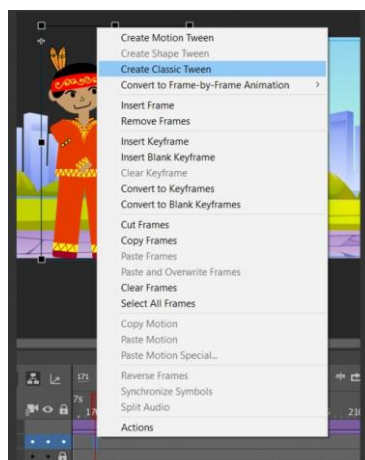 Create Motion Tween
Create Shape Tween
Create Classic Tween
Convert to Frame-by-Frame Animation
Insert Frame
Remove Frames
Insert Keyframe
Insert Blank Keyframe
Clear Keyframe
Convert to Keyframes
Convert to Blank Keyframes
Cut Frames
Copy Frames
Paste Frames
Paste and Overwrite Frames
Clear Frames
Select All Frames
Copy Motion
Paste Motion
Paste Motion Special...
Reverse Frames
Synchronize Symbols
Split Audio
Actions
171
7s